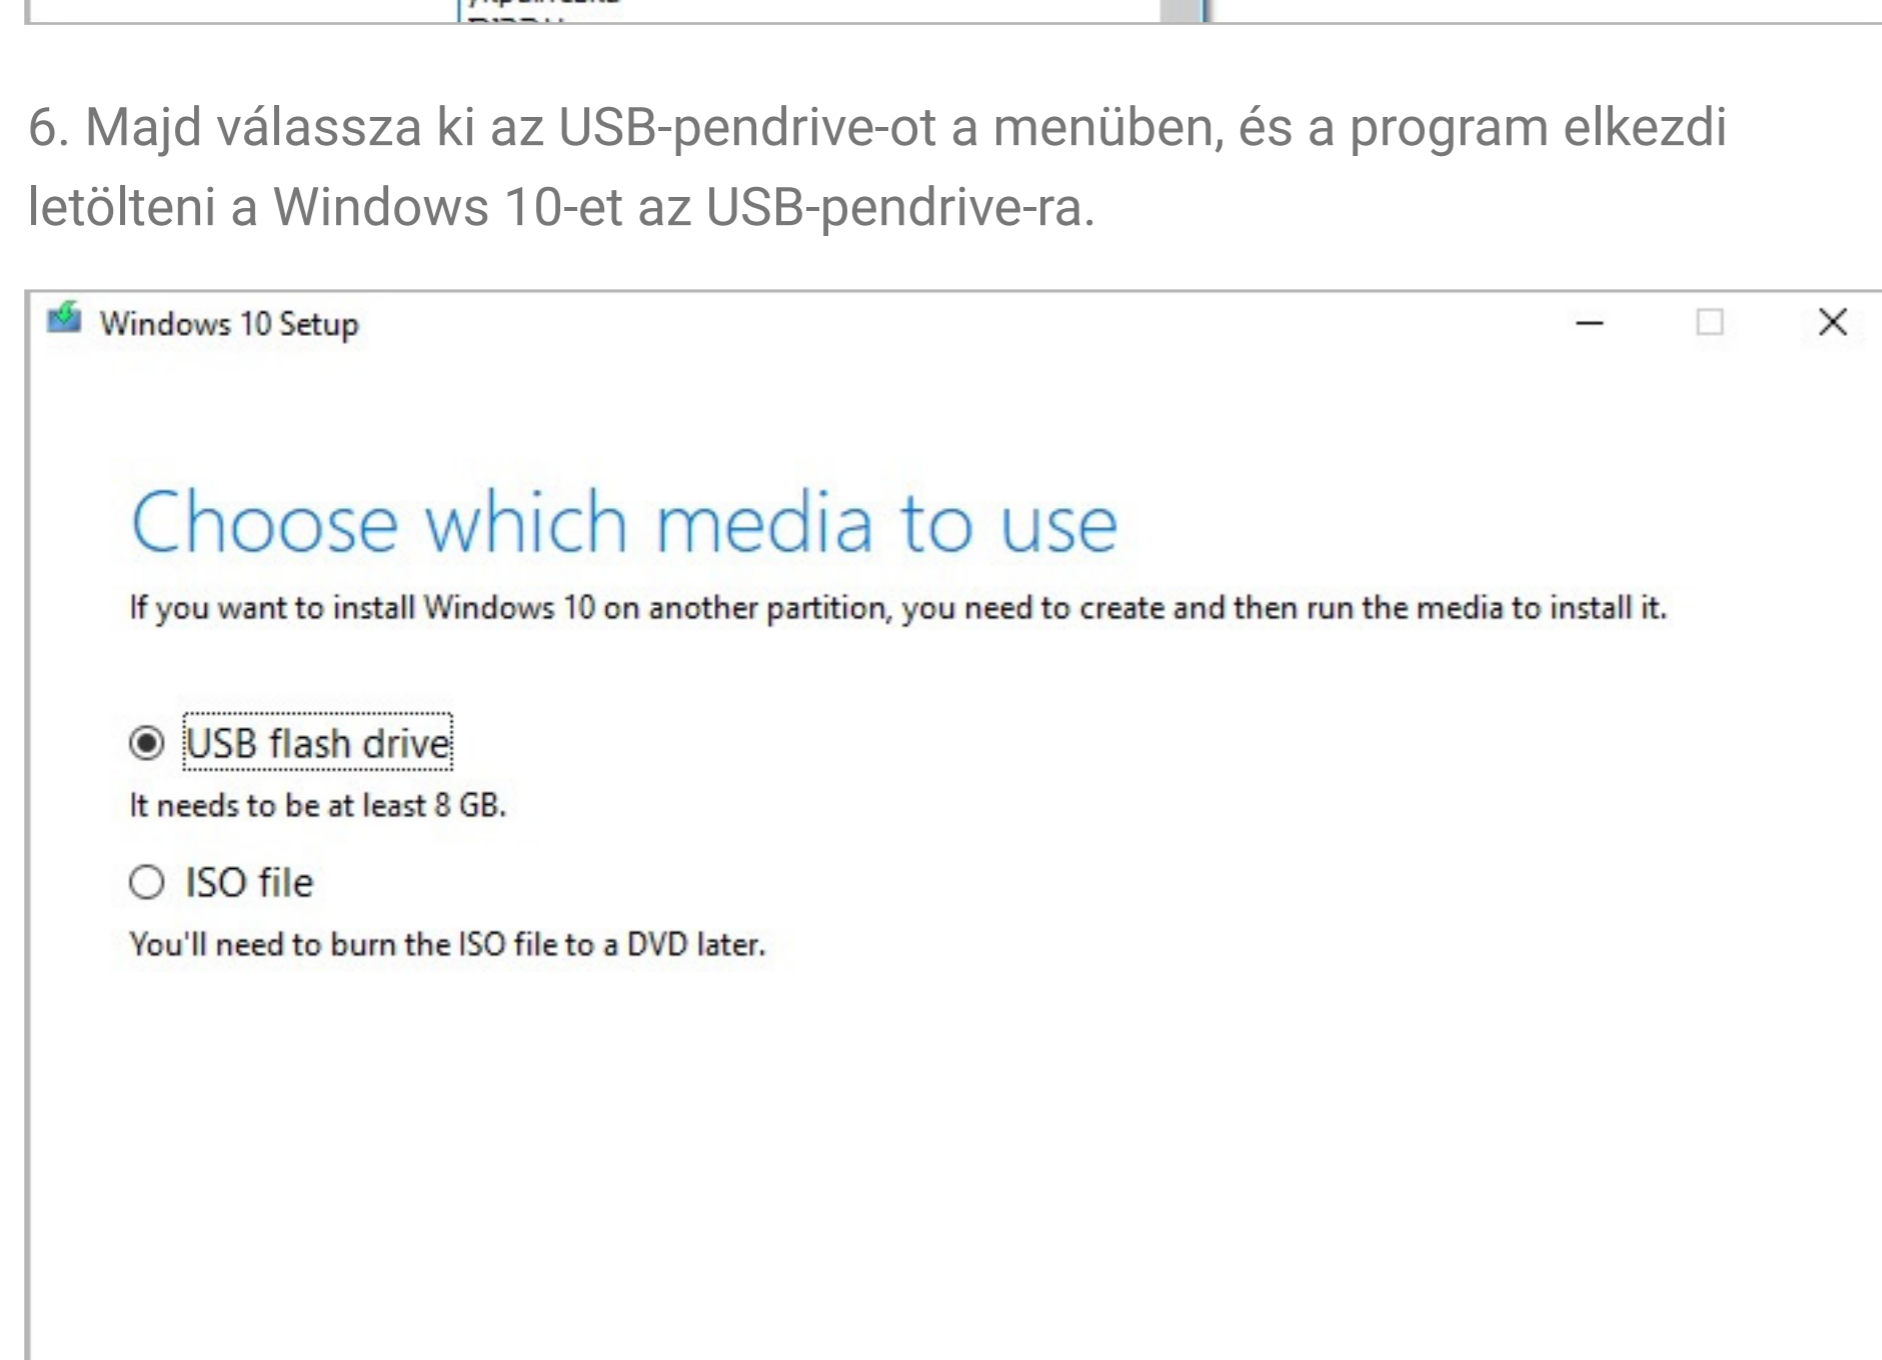 6. Majd válassza ki az USB-pendrive-ot a menüben, és a program elkezdi
letölteni a Windows 10-et az USB-pendrive-ra.
Windows 10 Setup
Choose which media to use
If you want to install Windows 10 on another partition, you need to create and then run the media to install it.
USB flash drive
It needs to be at least 8 GB.
ISO file
You'll need to burn the ISO file to a DVD later.